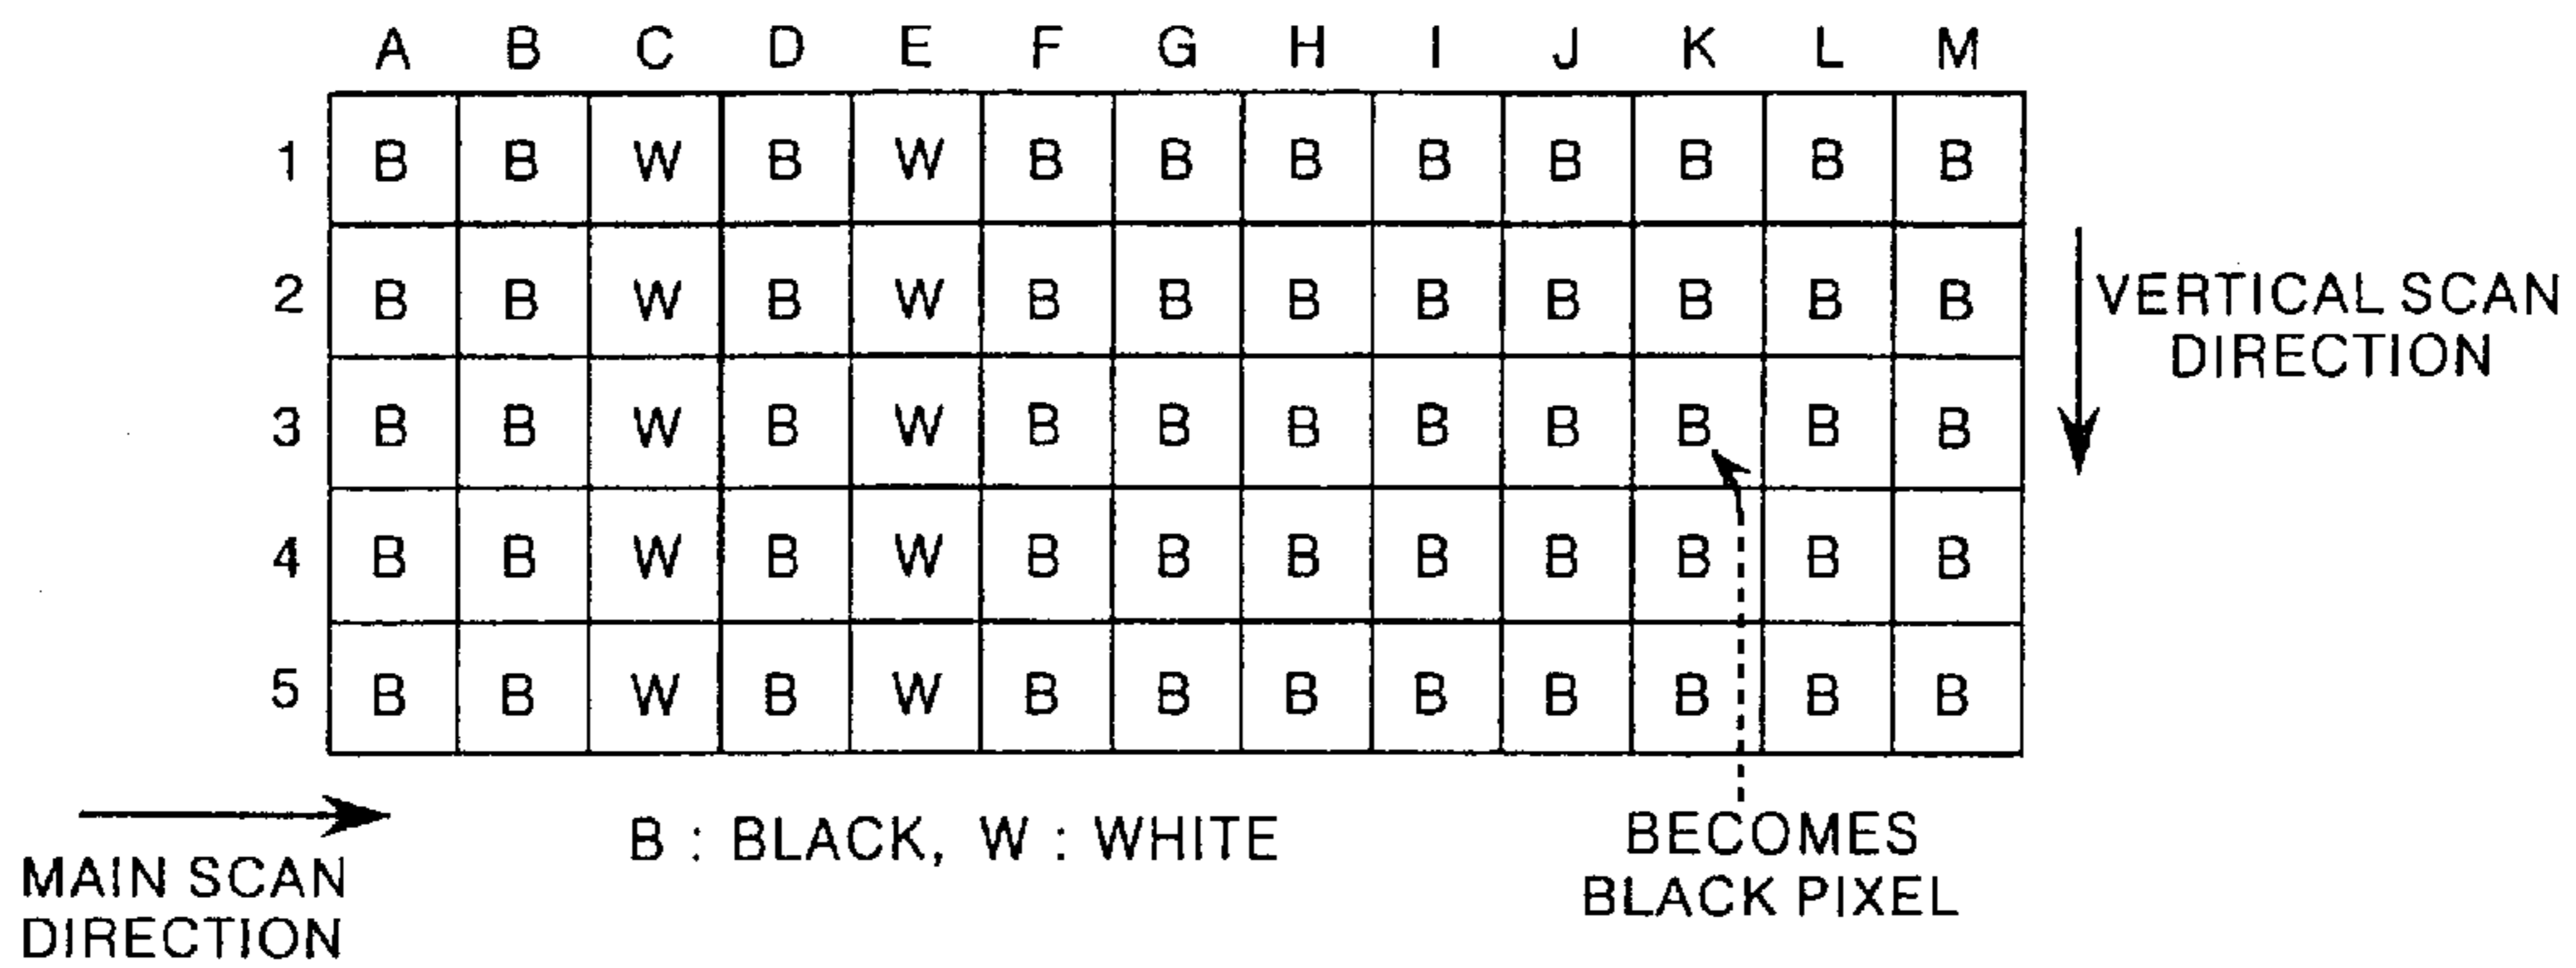 A B C D E F G H I J K L M
1 B B W B W B B B B B B B B
2 B B W B W B B B B B B B B
3 B B W B W B B B B B B B B
4 B B W B W B B B B B B B B
5 B B W B W B B B B B B B B
VERTICAL SCAN
DIRECTION
MAIN SCAN
DIRECTION
B : BLACK, W : WHITE
BECOMES
BLACK PIXEL